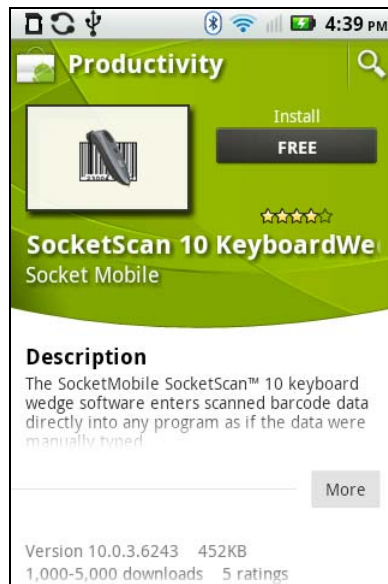 4:39 PM
Productivity
Install
FREE
SocketScan 10 KeyboardWe
Socket Mobile
Description
The SocketMobile SocketScan™ 10 keyboard
wedge software enters scanned barcode data
directly into any program as if the data were
manually typed
More
Version 10.0.3.6243 452KB
1,000-5,000 downloads 5 ratings